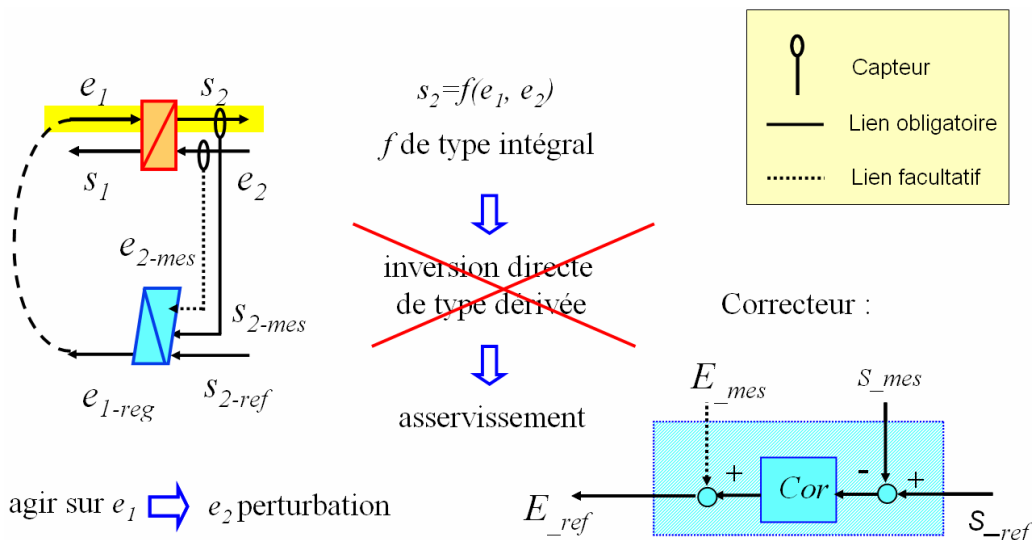 e1
s2
s1
e2
e2-mes
s2-mes
e1-reg
s2-ref
agir sur e1
e2 perturbation
s2=f(e1, e2)
f de type intégral
inversion directe
de type dérivée
asservissement
Capteur
Lien obligatoire
Lien facultatif
Correcteur :
E_mes
S_mes
+
Cor
-
+
E_ref
S_ref